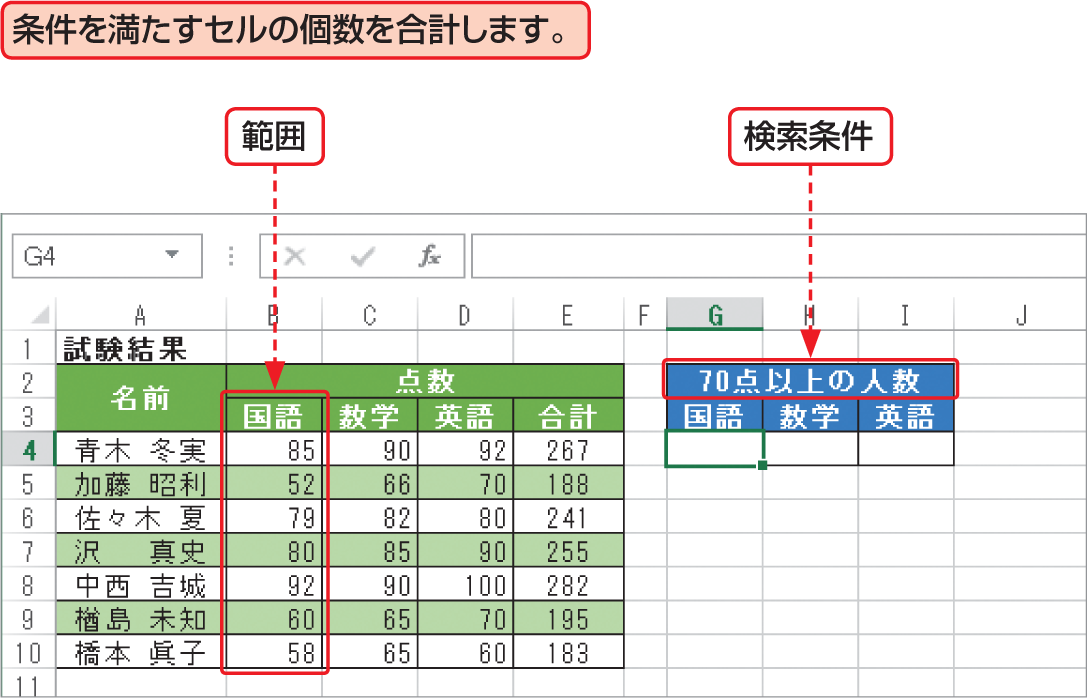 条件を満たすセルの個数を合計します。
範囲 検索条件
G4 fx
A B C D E F G H I J
1 試験結果
2 名前 点数 70点以上の人数
3 国語 数学 英語 合計 国語 数学 英語
4 青木 冬実 85 90 92 267
5 加藤 昭利 52 66 70 188
6 佐々木 夏 79 82 80 241
7 沢 真史 80 85 90 255
8 中西 吉城 92 90 100 282
9 楢島 未知 60 65 70 195
10 橋本 眞子 58 65 60 183
11